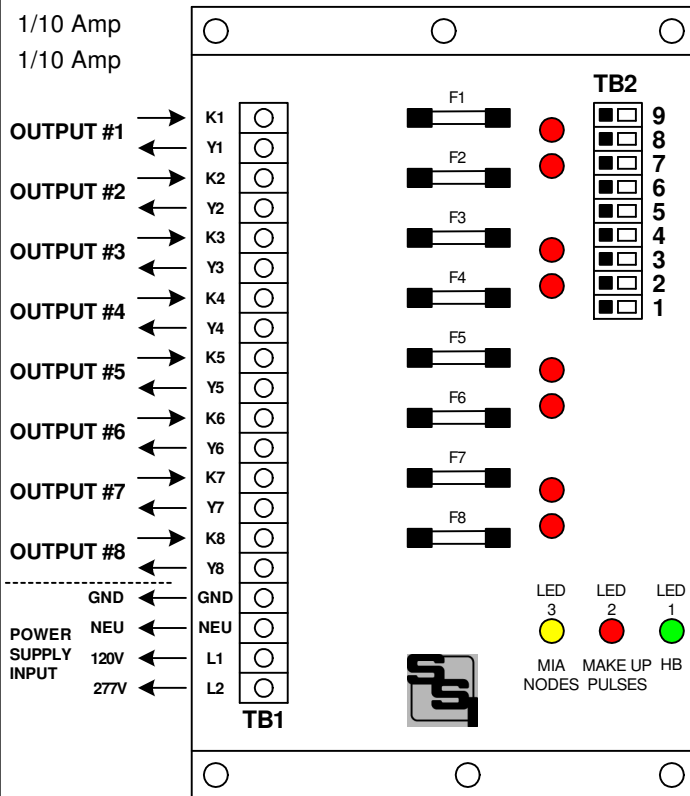 1/10 Amp
1/10 Amp
TB2
F1
9
OUTPUT #1
K1
8
Y1
F2
7
OUTPUT #2
K2
6
Y2
5
F3
OUTPUT #3
K3
4
Y3
3
F4
2
OUTPUT #4
K4
1
Y4
F5
OUTPUT #5
K5
Y5
F6
OUTPUT #6
K6
Y6
F7
OUTPUT #7
K7
Y7
F8
OUTPUT #8
K8
Y8
GND
GND
POWER SUPPLY INPUT
NEU
NEU
120V
L1
277V
L2
TB1
SSI
LED 3
LED 2
LED 1
MIA NODES
MAKE UP PULSES
HB